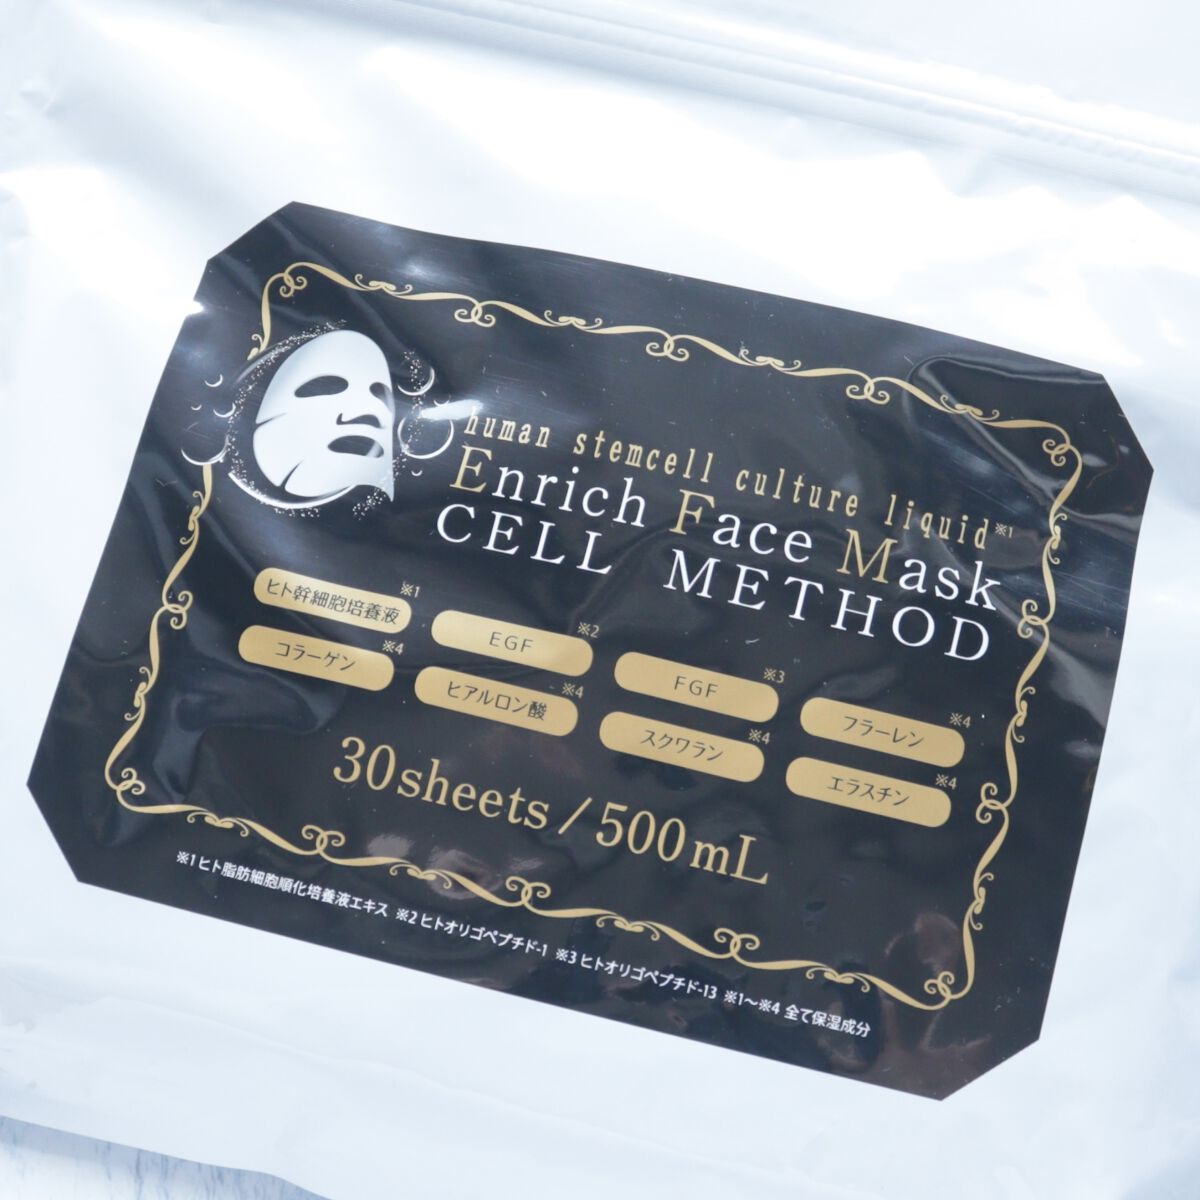 human stemcell culture liquid※1
Enrich Face Mask
CELL METHOD
ヒト幹細胞培養液※1 EGF※2 FGF※3 フラーレン※4
コラーゲン※4 ヒアルロン酸※4 スクワラン※4 エラスチン※4
30sheets / 500mL
※1 ヒト脂肪細胞順化培養液エキス ※2 ヒトオリゴペプチド-1 ※3 ヒトオリゴペプチド-13 ※1～※4 全て保湿成分